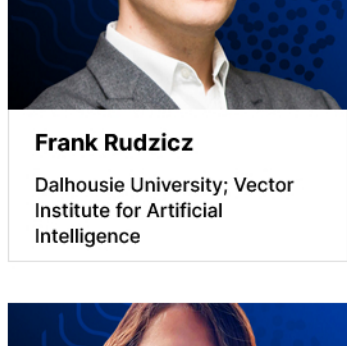 Frank Rudzicz
Dalhousie University; Vector
Institute for Artificial
Intelligence